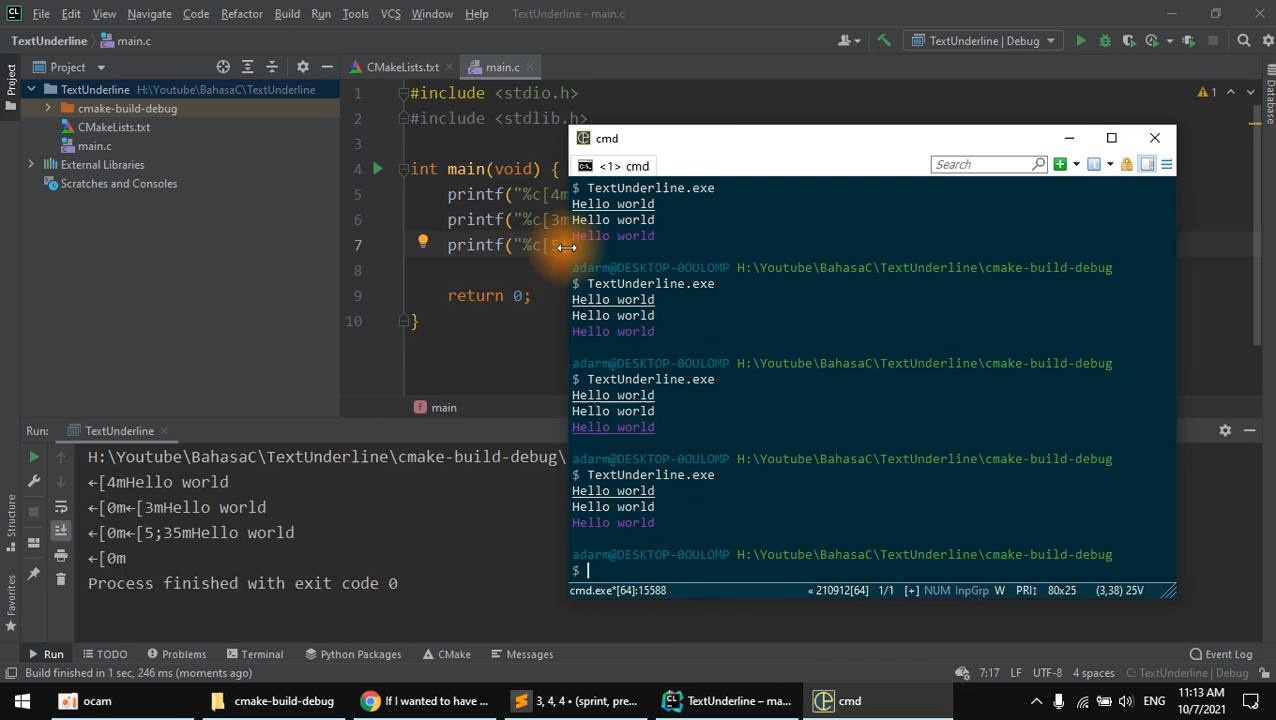 CL File Edit View Navigate Code Refactor Build Run Tools VCS Window Help TextUnderline - main.c
TextUnderline main.c TextUnderline | Debug
Project
Project CMakeLists.txt main.c
Database
TextUnderline H:\Youtube\BahasaC\TextUnderline
cmake-build-debug
CMakeLists.txt
main.c
External Libraries
Scratches and Consoles
1 #include <stdio.h>
2 #include <stdlib.h>
3
4 int main(void) {
5 printf("%c[4m
6 printf("%c[3m
7 printf("%c[5
8
9 return 0;
10 }
1
main
cmd
<1> cmd Search
$ TextUnderline.exe
Hello world
Hello world
Hello world
adarm@DESKTOP-0OULOMP H:\Youtube\BahasaC\TextUnderline\cmake-build-debug
$ TextUnderline.exe
Hello world
Hello world
Hello world
adarm@DESKTOP-0OULOMP H:\Youtube\BahasaC\TextUnderline\cmake-build-debug
$ TextUnderline.exe
Hello world
Hello world
Hello world
adarm@DESKTOP-0OULOMP H:\Youtube\BahasaC\TextUnderline\cmake-build-debug
$ TextUnderline.exe
Hello world
Hello world
Hello world
adarm@DESKTOP-0OULOMP H:\Youtube\BahasaC\TextUnderline\cmake-build-debug
$
cmd.exe*[64]:15588 « 210912[64] 1/1 [+] NUM InpGrp W PRI↕ 80x25 (3,38) 25V
Run: TextUnderline
H:\Youtube\BahasaC\TextUnderline\cmake-build-debug\
←[4mHello world
←[0m←[3mHello world
←[0m←[5;35mHello world
←[0m
Process finished with exit code 0
Structure
Favorites
Run TODO Problems Terminal Python Packages CMake Messages Event Log
Build finished in 1 sec, 246 ms (moments ago) 7:17 LF UTF-8 4 spaces C: TextUnderline | Debug
ocam cmake-build-debug If I wanted to have ... 3, 4, 4 • (sprint, pre... TextUnderline – ma... cmd ENG 11:13 AM
10/7/2021